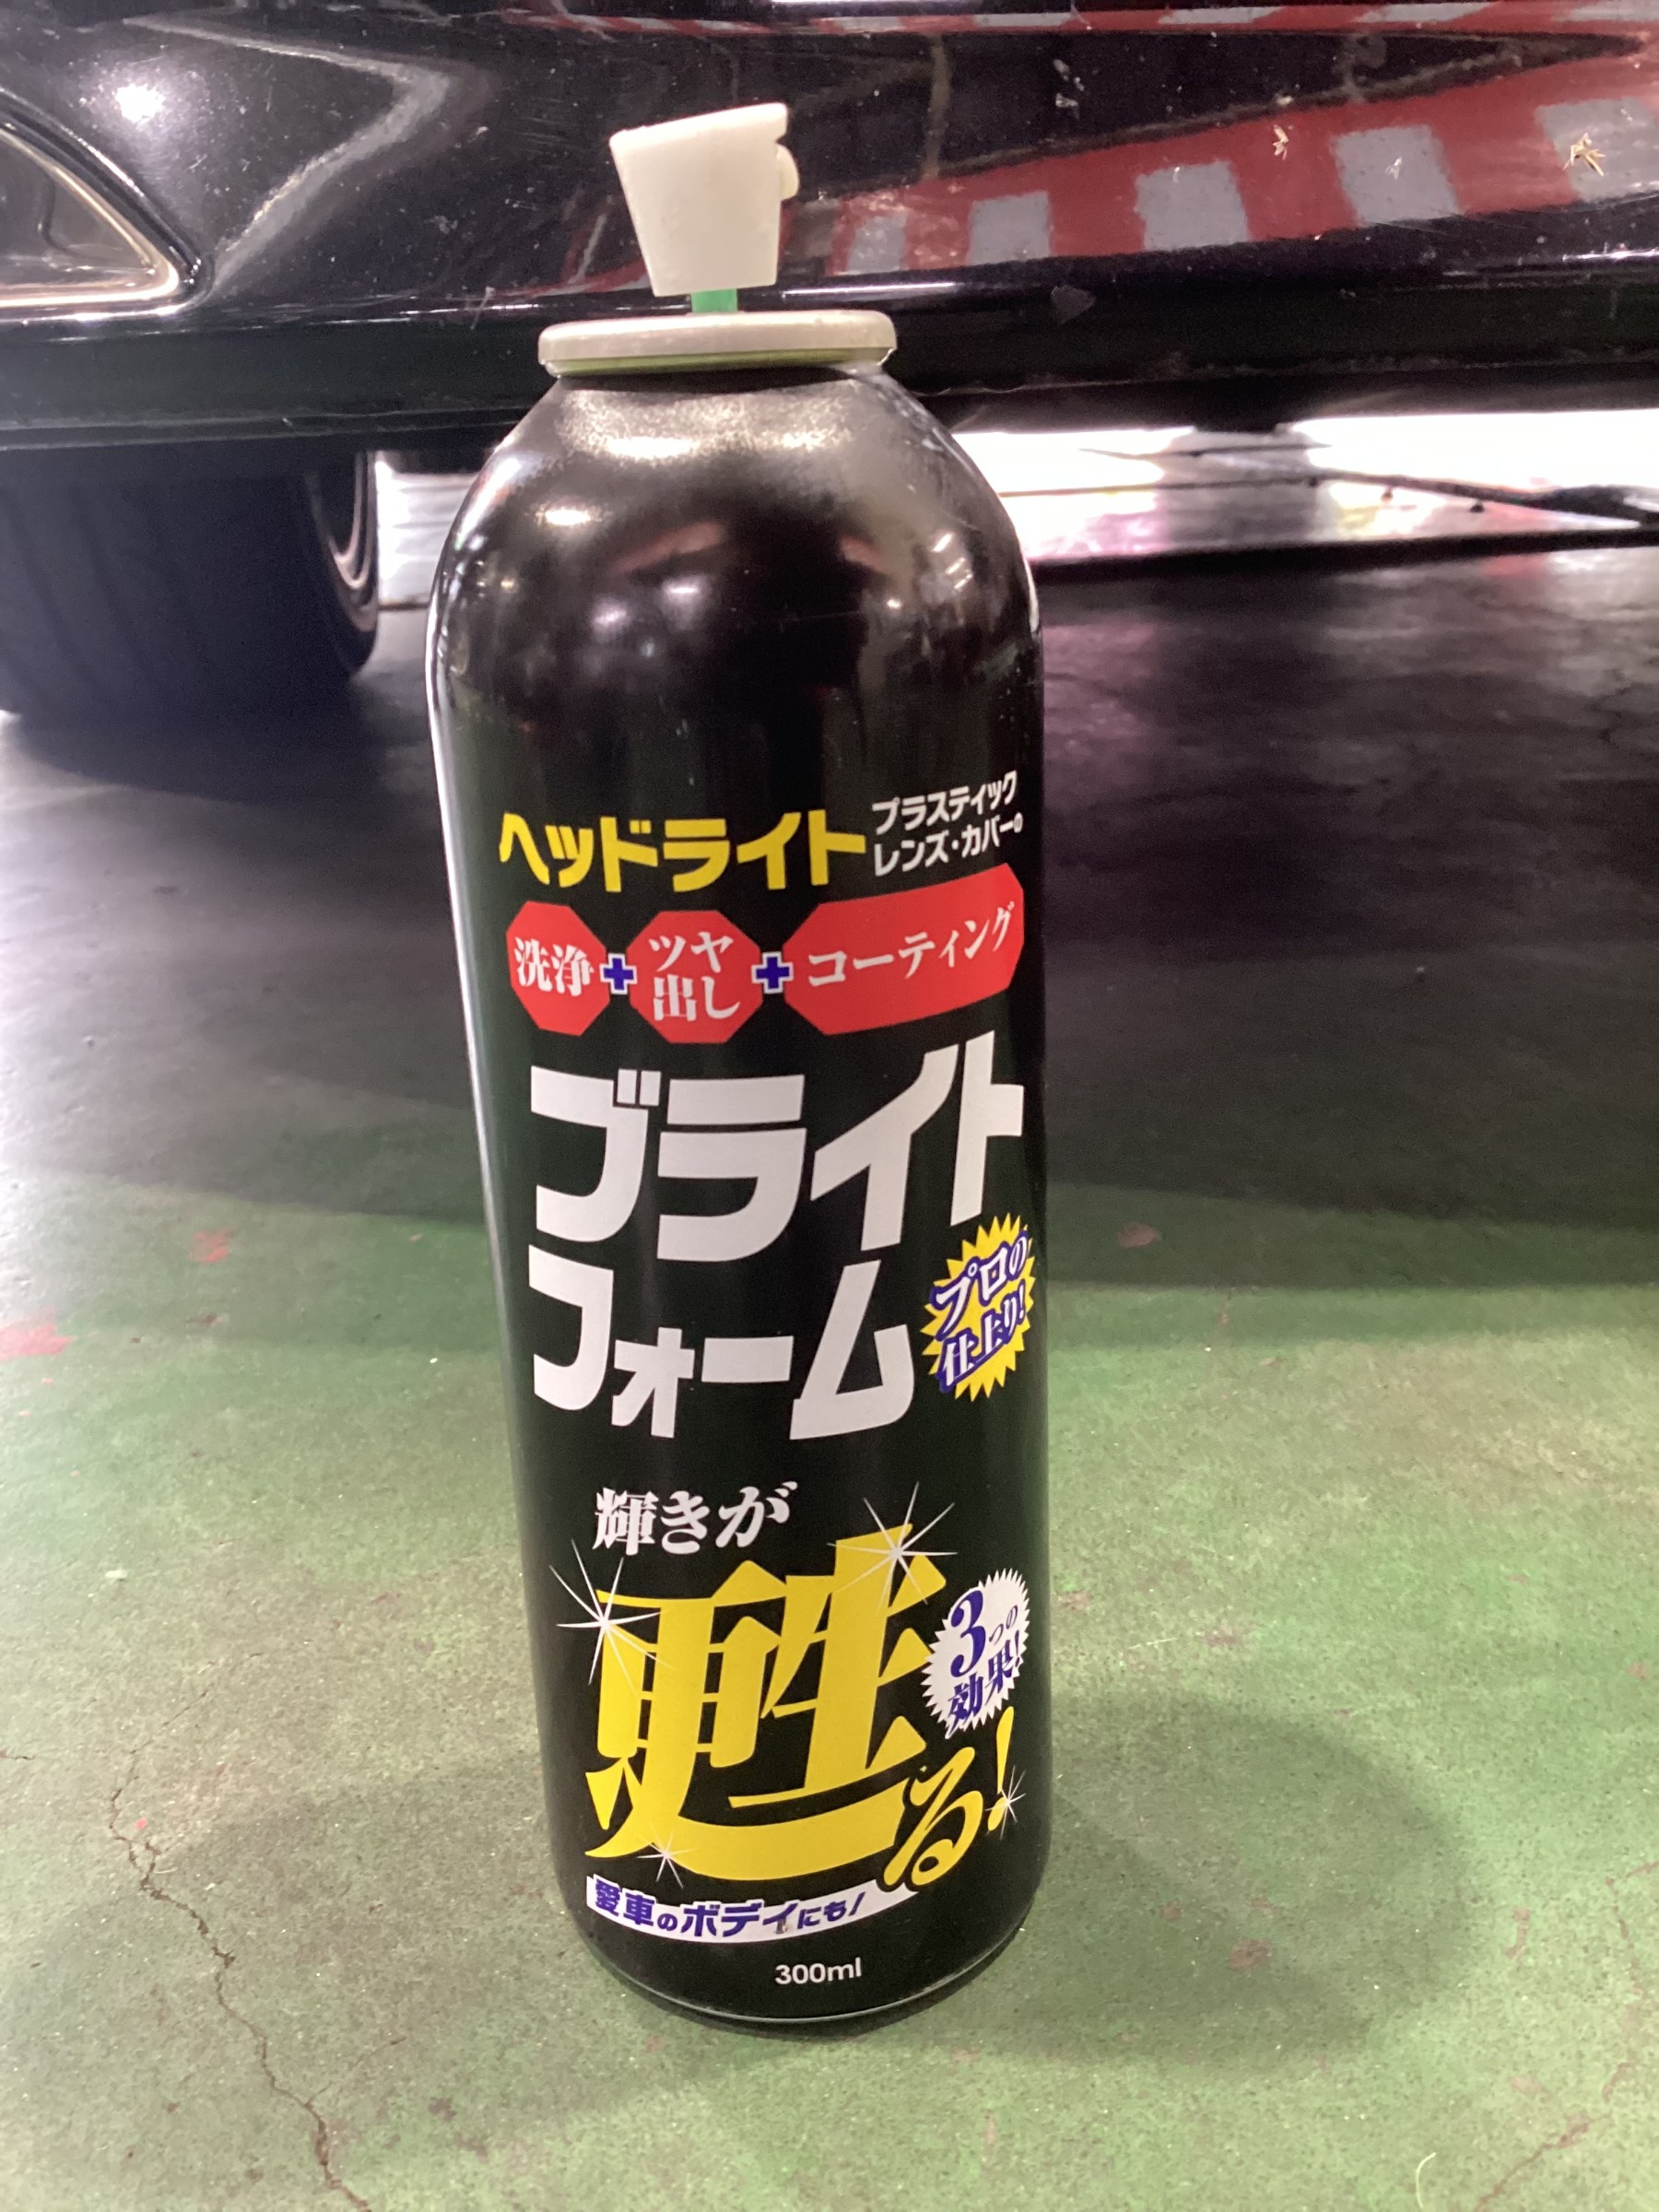 ヘッドライト
プラスティック
レンズ・カバーの
洗浄+ツヤ出し+コーティング
ブライト
フォーム
プロの
仕上り!
輝きが
甦る!
3つの
効果!
愛車のボディにも!
300ml